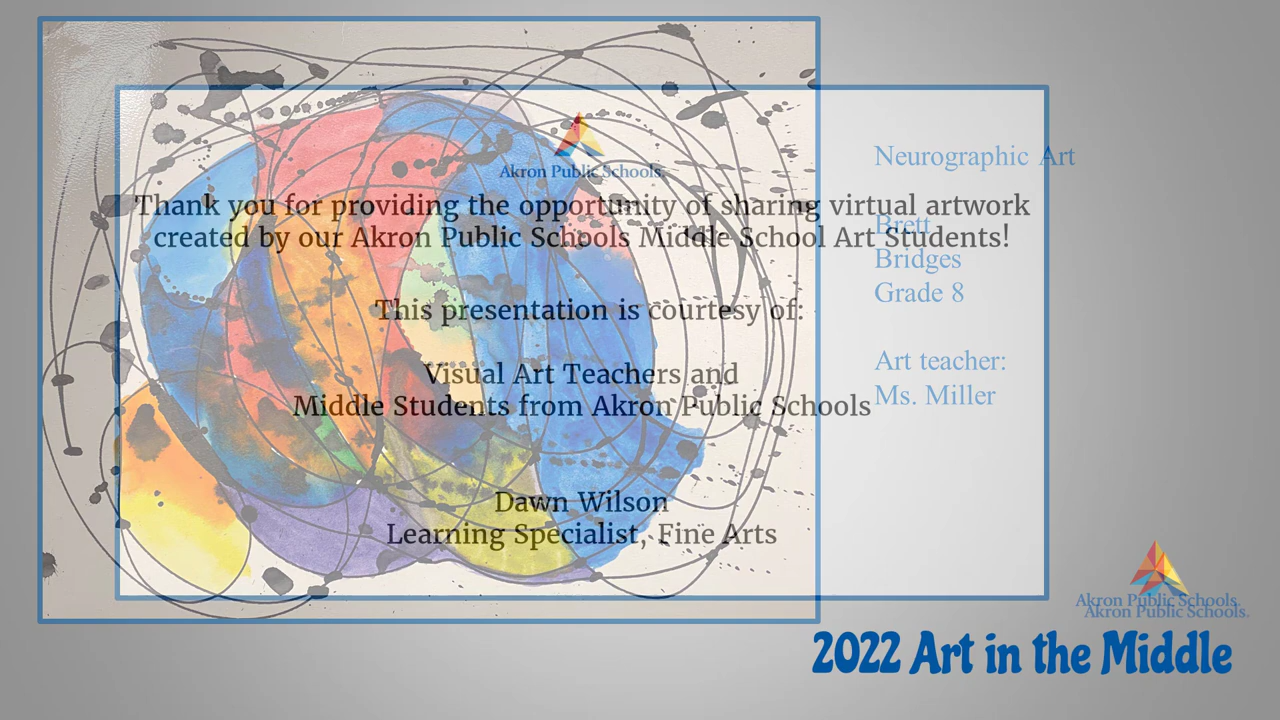 Akron Public Schools.
Thank you for providing the opportunity of sharing virtual artwork
created by our Akron Public Schools Middle School Art Students!
This presentation is courtesy of:
Visual Art Teachers and
Middle Students from Akron Public Schools
Dawn Wilson
Learning Specialist, Fine Arts
Neurographic Art
Brett
Bridges
Grade 8
Art teacher:
Ms. Miller
Akron Public Schools.
Akron Public Schools.
2022 Art in the Middle